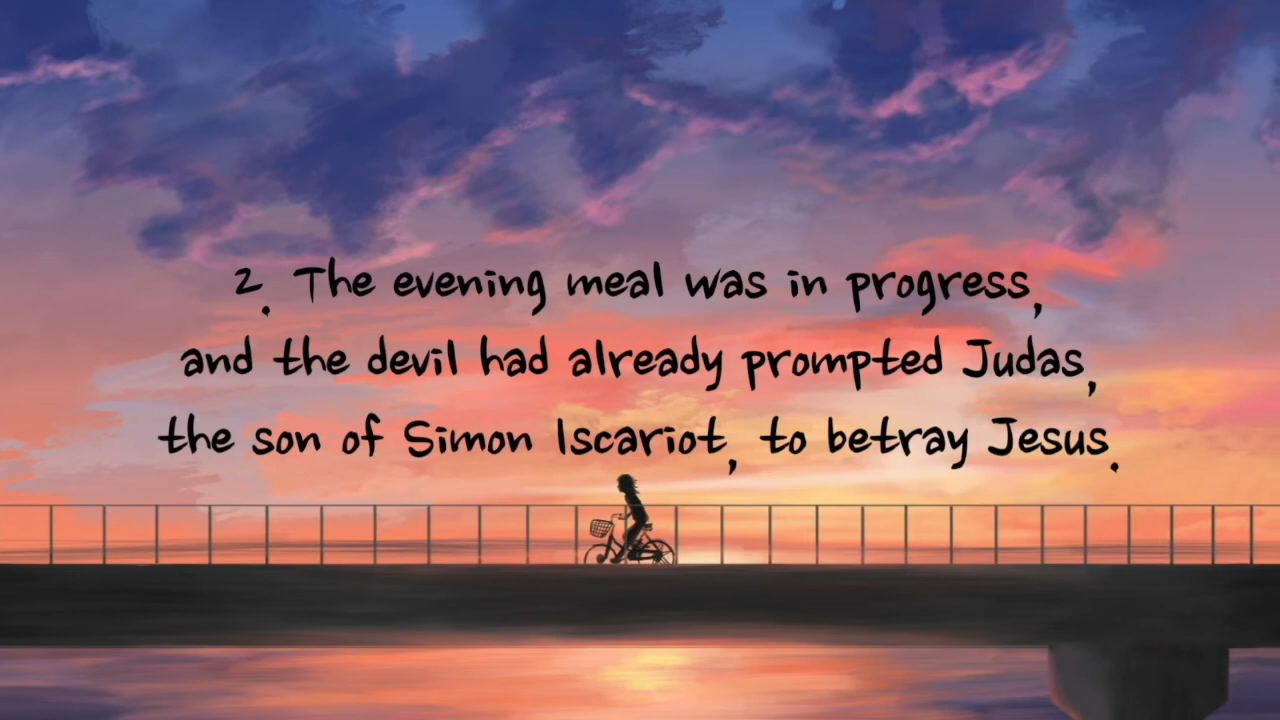 2. The evening meal was in progress,
and the devil had already prompted Judas,
the son of Simon Iscariot, to betray Jesus.